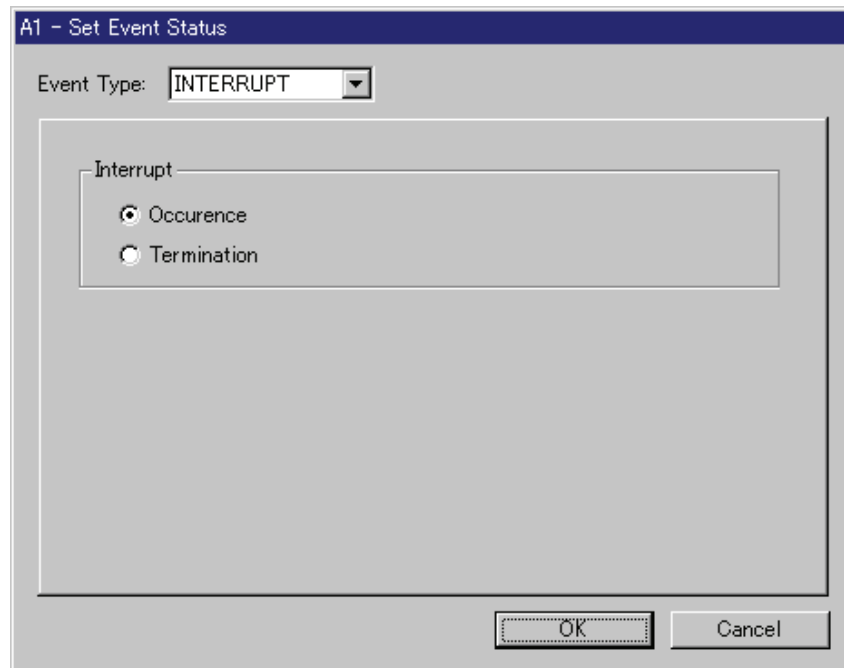 A1 - Set Event Status
Event Type: INTERRUPT
Interrupt
Occurence
Termination
OK Cancel